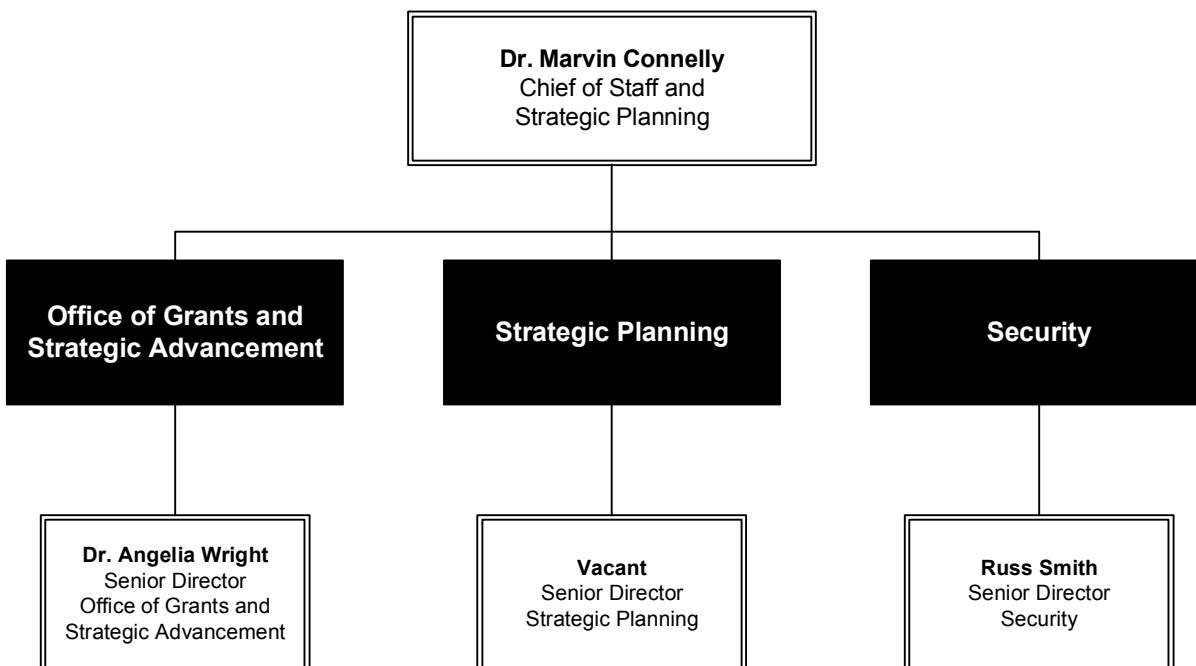 Dr. Marvin Connelly
Chief of Staff and
Strategic Planning
Office of Grants and
Strategic Advancement
Strategic Planning
Security
Dr. Angelia Wright
Senior Director
Office of Grants and
Strategic Advancement
Vacant
Senior Director
Strategic Planning
Russ Smith
Senior Director
Security